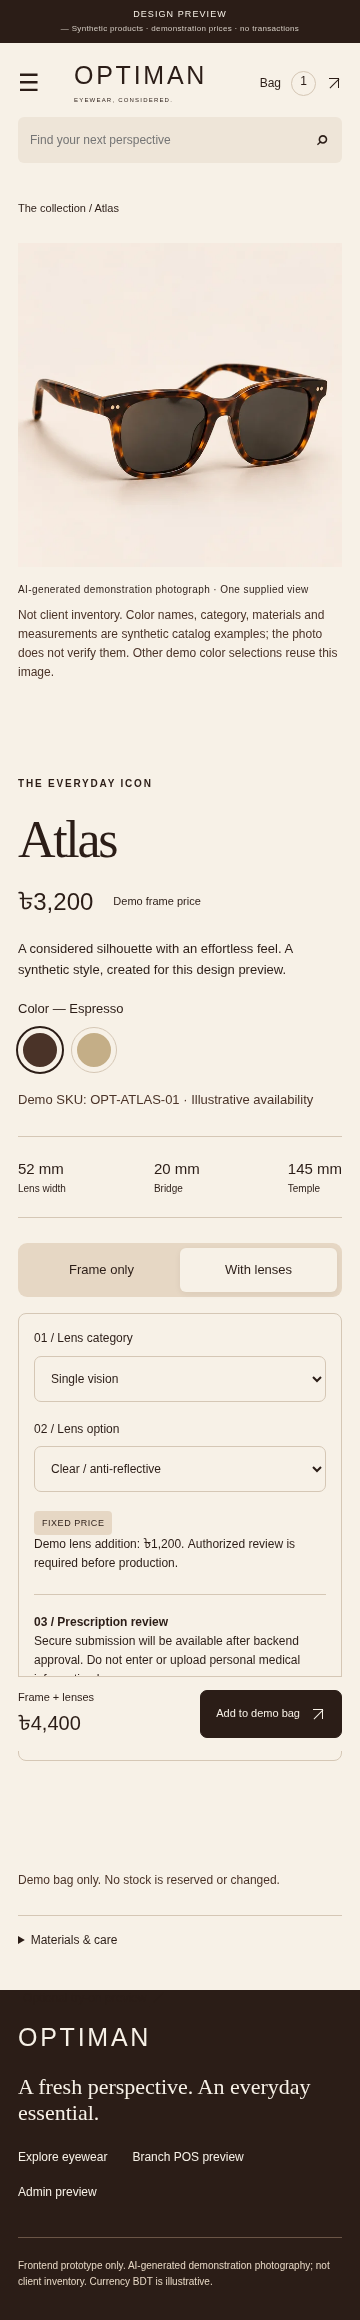 DESIGN PREVIEW
— Synthetic products · demonstration prices · no transactions
OPTIMAN
EYEWEAR, CONSIDERED.
Bag 1
Find your next perspective
The collection / Atlas
AI-generated demonstration photograph · One supplied view
Not client inventory. Color names, category, materials and
measurements are synthetic catalog examples; the photo
does not verify them. Other demo color selections reuse this
image.
THE EVERYDAY ICON
Atlas
৳3,200 Demo frame price
A considered silhouette with an effortless feel. A
synthetic style, created for this design preview.
Color — Espresso
Demo SKU: OPT-ATLAS-01 · Illustrative availability
52 mm 20 mm 145 mm
Lens width Bridge Temple
Frame only With lenses
01 / Lens category
Single vision
02 / Lens option
Clear / anti-reflective
FIXED PRICE
Demo lens addition: ৳1,200. Authorized review is
required before production.
03 / Prescription review
Secure submission will be available after backend
approval. Do not enter or upload personal medical
Frame + lenses
৳4,400
Add to demo bag
Demo bag only. No stock is reserved or changed.
Materials & care
OPTIMAN
A fresh perspective. An everyday
essential.
Explore eyewear Branch POS preview
Admin preview
Frontend prototype only. AI-generated demonstration photography; not
client inventory. Currency BDT is illustrative.